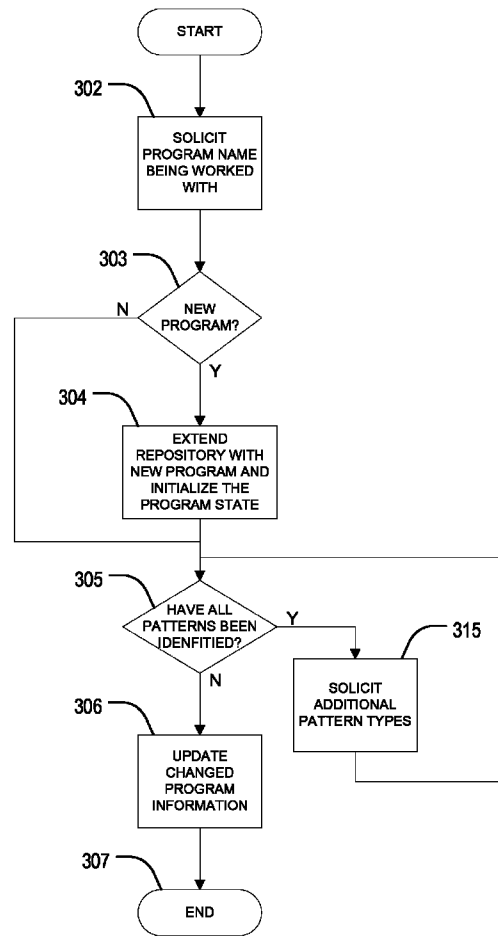 START
302
SOLICIT
PROGRAM NAME
BEING WORKED
WITH
303
N
NEW
PROGRAM?
Y
304
EXTEND
REPOSITORY WITH
NEW PROGRAM AND
INITIALIZE THE
PROGRAM STATE
305
HAVE ALL
PATTERNS BEEN
IDENFITIED?
Y
315
N
SOLICIT
ADDITIONAL
PATTERN TYPES
306
UPDATE
CHANGED
PROGRAM
INFORMATION
307
END